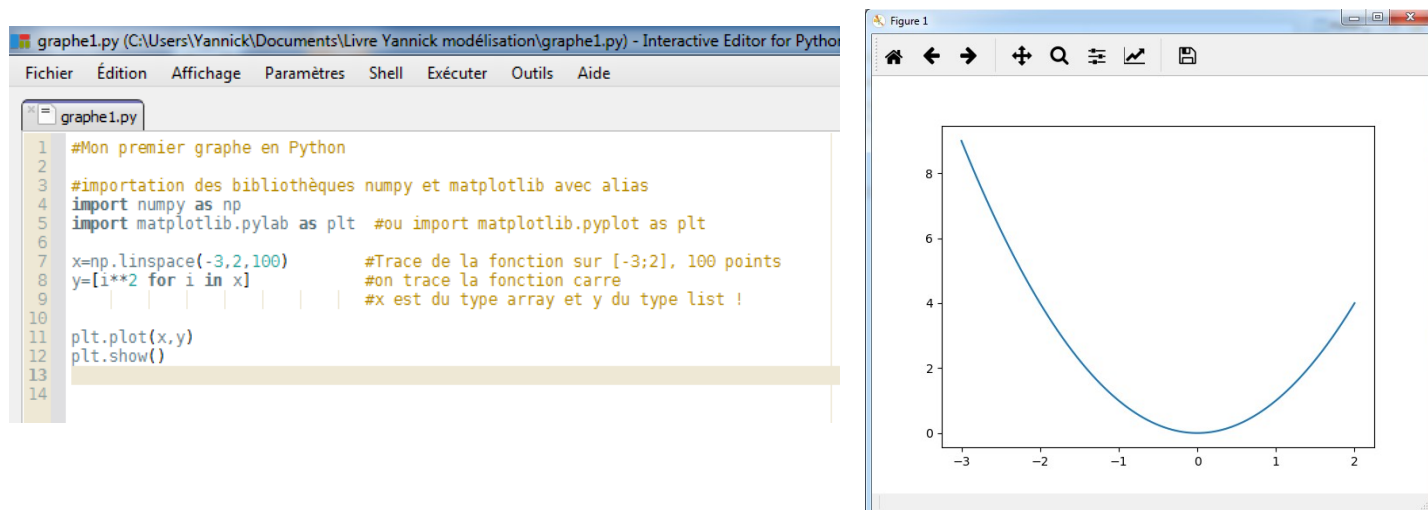 graphe1.py (C:\Users\Yannick\Documents\Livre Yannick modélisation\graphe1.py) - Interactive Editor for Python
Fichier Édition Affichage Paramètres Shell Exécuter Outils Aide
graphe1.py
1 #Mon premier graphe en Python
2
3 #importation des bibliothèques numpy et matplotlib avec alias
4 import numpy as np
5 import matplotlib.pylab as plt #ou import matplotlib.pyplot as plt
6
7 x=np.linspace(-3,2,100) #Trace de la fonction sur [-3;2], 100 points
8 y=[i**2 for i in x] #on trace la fonction carre
9 #x est du type array et y du type list !
10
11 plt.plot(x,y)
12 plt.show()
13
14
Figure 1
8
6
4
2
0
−3 −2 −1 0 1 2